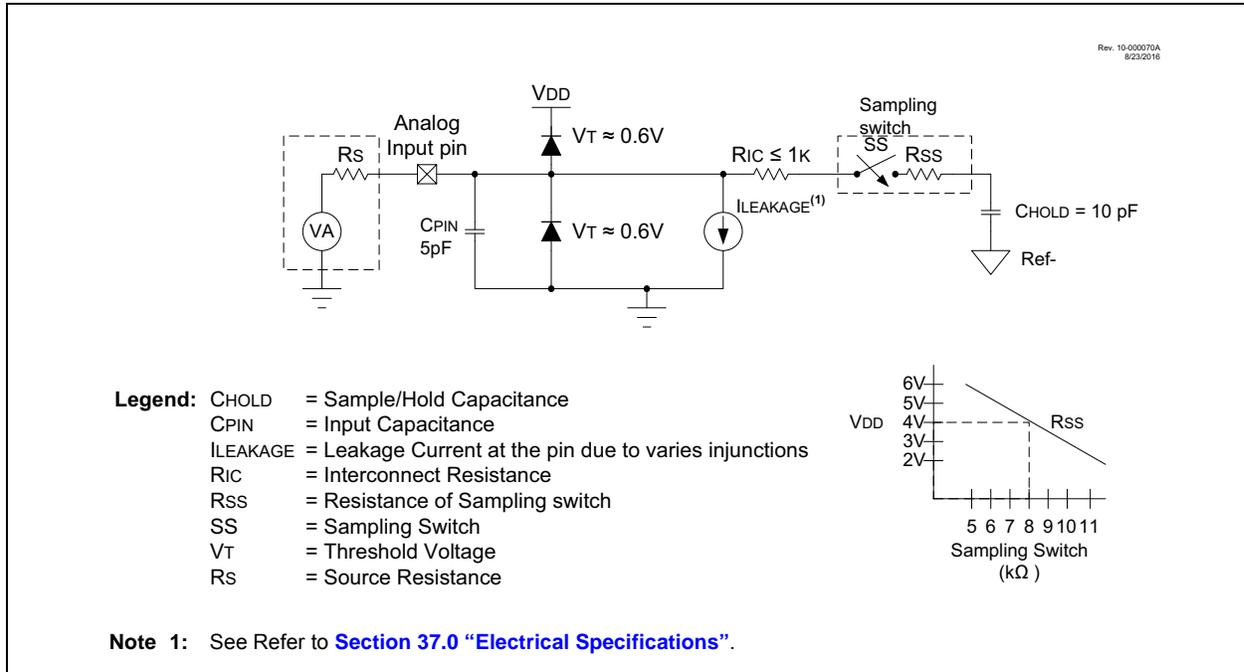 Rev. 10-000070A
8/23/2016
VDD
Sampling
switch
Analog
Input pin
VT ≈ 0.6V
RS
RIC ≤ 1K
SS
RSS
ILEAKAGE(1)
CHOLD = 10 pF
VA
CPIN
5pF
VT ≈ 0.6V
Ref-
Legend: CHOLD = Sample/Hold Capacitance
CPIN = Input Capacitance
ILEAKAGE = Leakage Current at the pin due to varies injunctions
RIC = Interconnect Resistance
RSS = Resistance of Sampling switch
SS = Sampling Switch
VT = Threshold Voltage
RS = Source Resistance
6V
5V
VDD 4V RSS
3V
2V
5 6 7 8 9 10 11
Sampling Switch
(kΩ )
Note 1: See Refer to Section 37.0 “Electrical Specifications”.